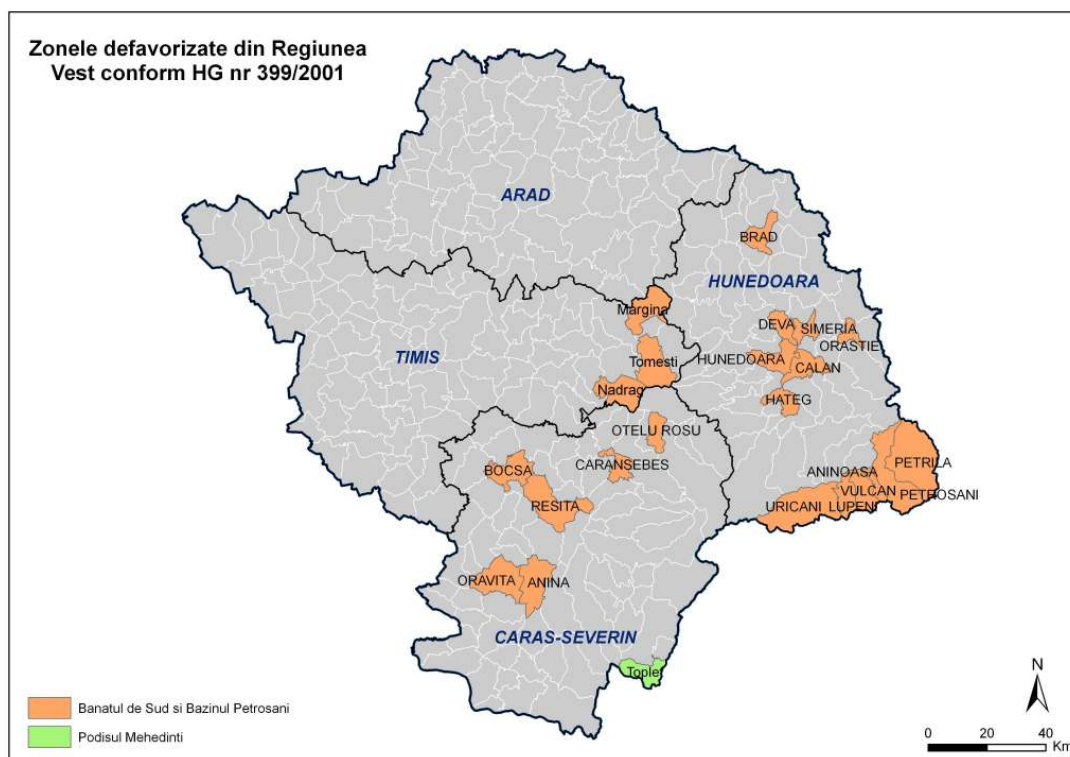 Zonele defavorizate din Regiunea
Vest conform HG nr 399/2001
ARAD
BRAD
HUNEDOARA
Margina
DEVA
SIMERIA
ORASTIE
TIMIS
Tomesti
HUNEDOARA
CALAN
Nadrag
HATEG
OTELU ROSU
BOCSA
CARANSEBES
ANINOASA
PETRILA
VULCAN
RESITA
URICANI
LUPENI
PETROSANI
ORAVITA
ANINA
CARAS-SEVERIN
Toplet
N
Banatul de Sud si Bazinul Petrosani
Podisul Mehedinti
0 20 40
Km